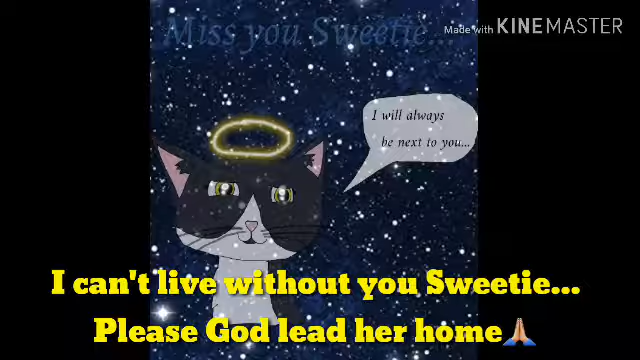 Miss you Sweetie...
Made with KINEMASTER
I will always
be next to you...
I can't live without you Sweetie...
Please God lead her home🙏🏼